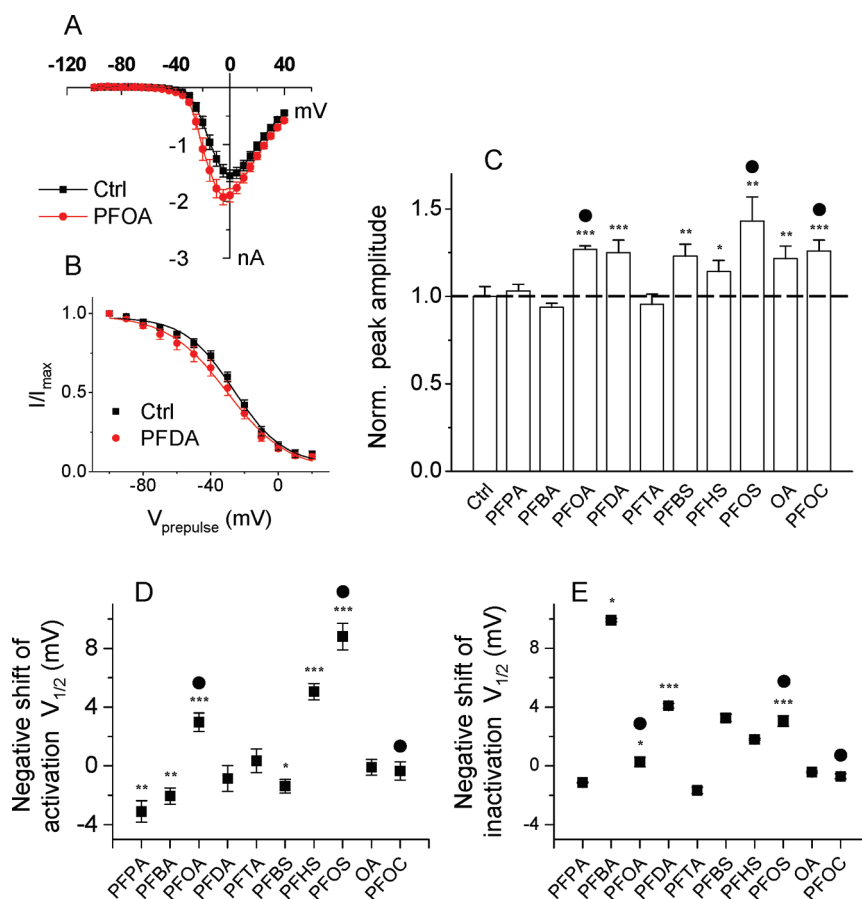 A
-120 -80 -40 0 40
mV
-1
-2
-3
nA
Ctrl
PFOA
B
1.0
0.5
0.0
I/Imax
Ctrl
PFDA
-80 -40 0
Vprepulse (mV)
C
Norm. peak amplitude
1.5
1.0
0.5
0.0
*** *** ** * ** ** ***
Ctrl PFPA PFBA PFOA PFDA PFTA PFBS PFHS PFOS OA PFOC
D
Negative shift of
activation V1/2 (mV)
8
4
0
-4
** ** *** * *** ***
PFPA PFBA PFOA PFDA PFTA PFBS PFHS PFOS OA PFOC
E
Negative shift of
inactivation V1/2 (mV)
8
4
0
-4
* * *** ***
PFPA PFBA PFOA PFDA PFTA PFBS PFHS PFOS OA PFOC